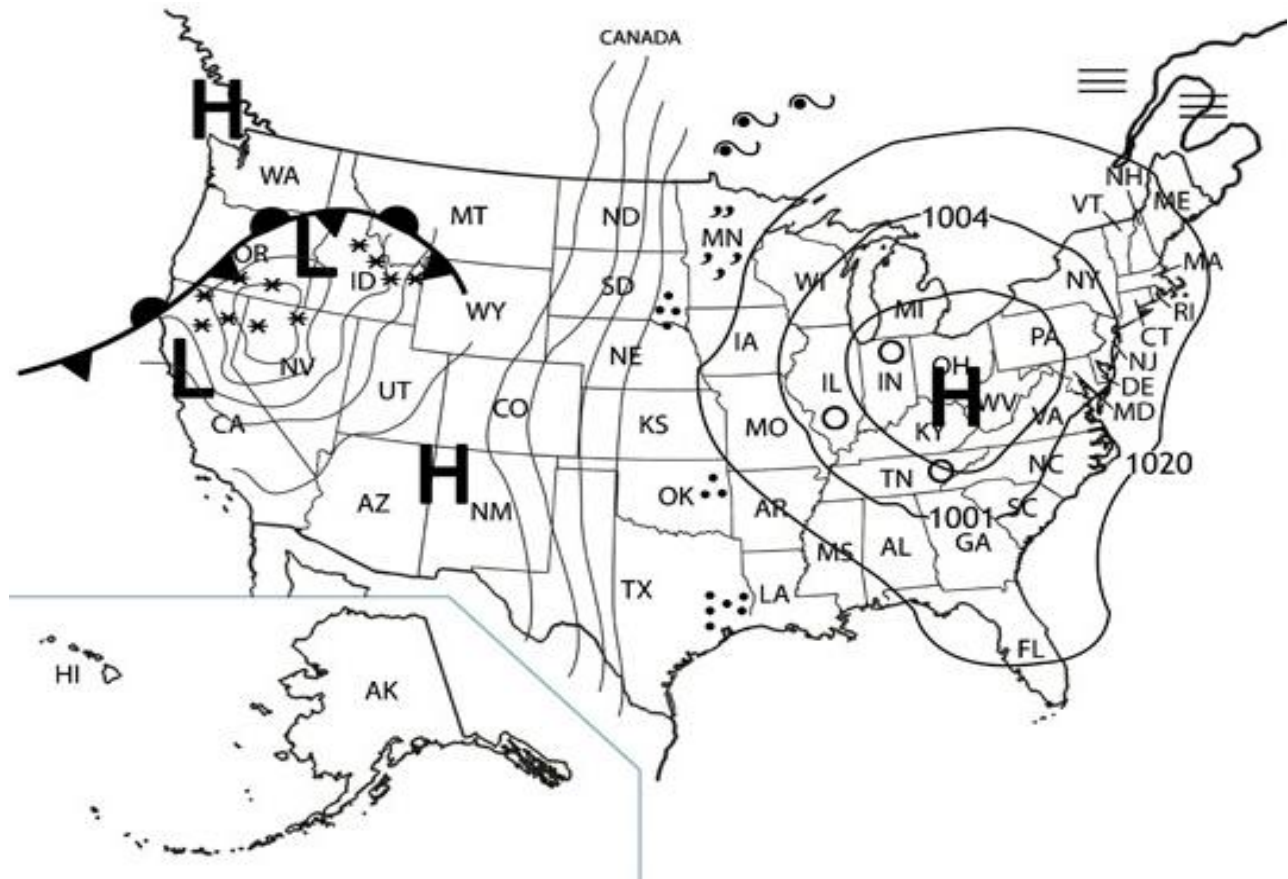 CANADA
H
WA
MT
ND
MN
NH
VT
ME
1004
OR
L
ID
SD
WI
NY
MA
WY
MI
RI
IA
PA
CT
L
NV
NE
OH
NJ
UT
CO
IL
IN
H
WV
DE
MD
CA
KS
MO
KY
VA
H
AZ
NM
OK
TN
NC
1020
AR
1001
SC
MS
AL
GA
TX
LA
FL
HI
AK